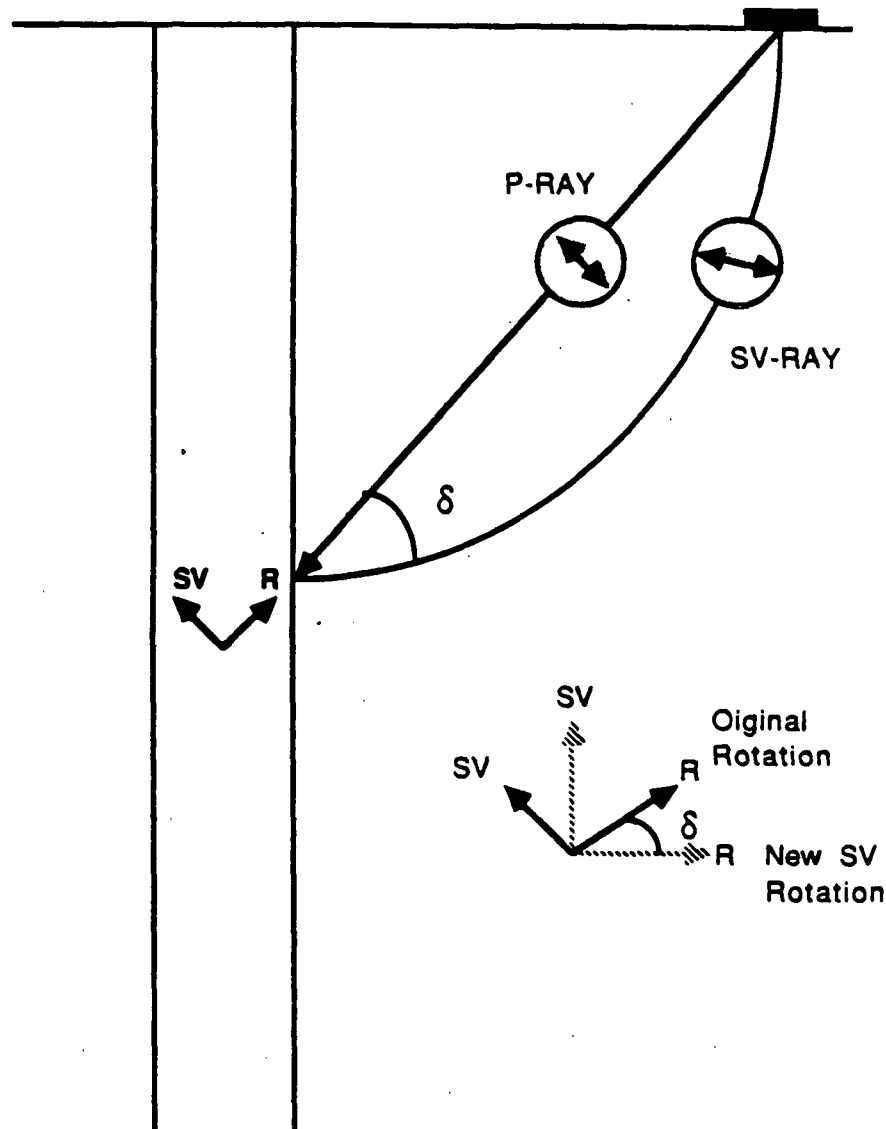 P-RAY
SV-RAY
δ
SV R
SV
Oiginal
Rotation
SV
R
δ
R New SV
Rotation